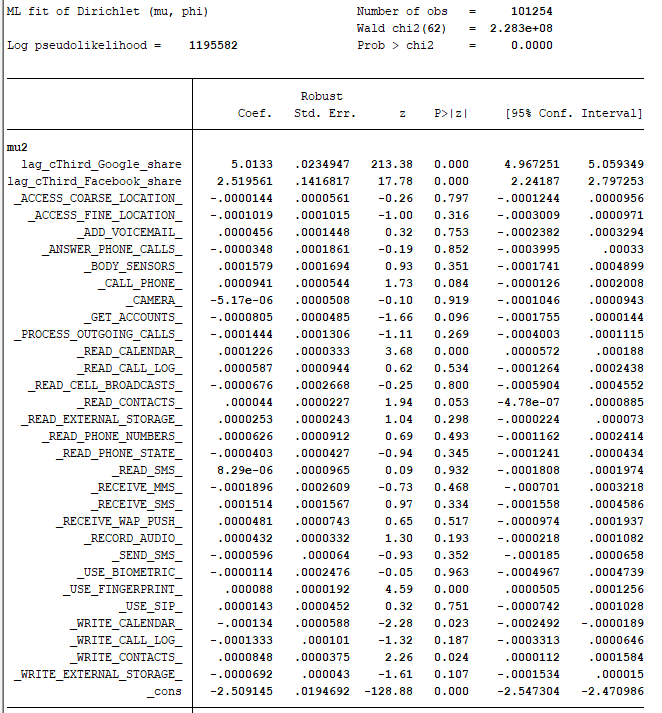 ML fit of Dirichlet (mu, phi) Number of obs = 101254
Wald chi2(62) = 2.283e+08
Log pseudolikelihood = 1195582 Prob > chi2 = 0.0000
Robust
Coef. Std. Err. z P>|z| [95% Conf. Interval]
mu2
lag_cThird_Google_share 5.0133 .0234947 213.38 0.000 4.967251 5.059349
lag_cThird_Facebook_share 2.519561 .1416817 17.78 0.000 2.24187 2.797253
_ACCESS_COARSE_LOCATION_ -.0000144 .0000561 -0.26 0.797 -.0001244 .0000956
_ACCESS_FINE_LOCATION_ -.0001019 .0001015 -1.00 0.316 -.0003009 .0000971
_ADD_VOICEMAIL_ .0000456 .0001448 0.32 0.753 -.0002382 .0003294
_ANSWER_PHONE_CALLS_ -.0000348 .0001861 -0.19 0.852 -.0003995 .00033
_BODY_SENSORS_ .0001579 .0001694 0.93 0.351 -.0001741 .0004899
_CALL_PHONE_ .0000941 .0000544 1.73 0.084 -.0000126 .0002008
_CAMERA_ -5.17e-06 .0000508 -0.10 0.919 -.0001046 .0000943
_GET_ACCOUNTS_ -.0000805 .0000485 -1.66 0.096 -.0001755 .0000144
_PROCESS_OUTGOING_CALLS_ -.0001444 .0001306 -1.11 0.269 -.0004003 .0001115
_READ_CALENDAR_ .0001226 .0000333 3.68 0.000 .0000572 .000188
_READ_CALL_LOG_ .0000587 .0000944 0.62 0.534 -.0001264 .0002438
_READ_CELL_BROADCASTS_ -.0000676 .0002668 -0.25 0.800 -.0005904 .0004552
_READ_CONTACTS_ .000044 .0000227 1.94 0.053 -4.78e-07 .0000885
_READ_EXTERNAL_STORAGE_ .0000253 .0000243 1.04 0.298 -.0000224 .000073
_READ_PHONE_NUMBERS_ .0000626 .0000912 0.69 0.493 -.0001162 .0002414
_READ_PHONE_STATE_ -.0000403 .0000427 -0.94 0.345 -.0001241 .0000434
_READ_SMS_ 8.29e-06 .0000965 0.09 0.932 -.0001808 .0001974
_RECEIVE_MMS_ -.0001896 .0002609 -0.73 0.468 -.000701 .0003218
_RECEIVE_SMS_ .0001514 .0001567 0.97 0.334 -.0001558 .0004586
_RECEIVE_WAP_PUSH_ .0000481 .0000743 0.65 0.517 -.0000974 .0001937
_RECORD_AUDIO_ .0000432 .0000332 1.30 0.193 -.0000218 .0001082
_SEND_SMS_ -.0000596 .000064 -0.93 0.352 -.000185 .0000658
_USE_BIOMETRIC_ -.0000114 .0002476 -0.05 0.963 -.0004967 .0004739
_USE_FINGERPRINT_ .000088 .0000192 4.59 0.000 .0000505 .0001256
_USE_SIP_ .0000143 .0000452 0.32 0.751 -.0000742 .0001028
_WRITE_CALENDAR_ -.000134 .0000588 -2.28 0.023 -.0002492 -.0000189
_WRITE_CALL_LOG_ -.0001333 .000101 -1.32 0.187 -.0003313 .0000646
_WRITE_CONTACTS_ .0000848 .0000375 2.26 0.024 .0000112 .0001584
_WRITE_EXTERNAL_STORAGE_ -.0000692 .000043 -1.61 0.107 -.0001534 .000015
_cons -2.509145 .0194692 -128.88 0.000 -2.547304 -2.470986